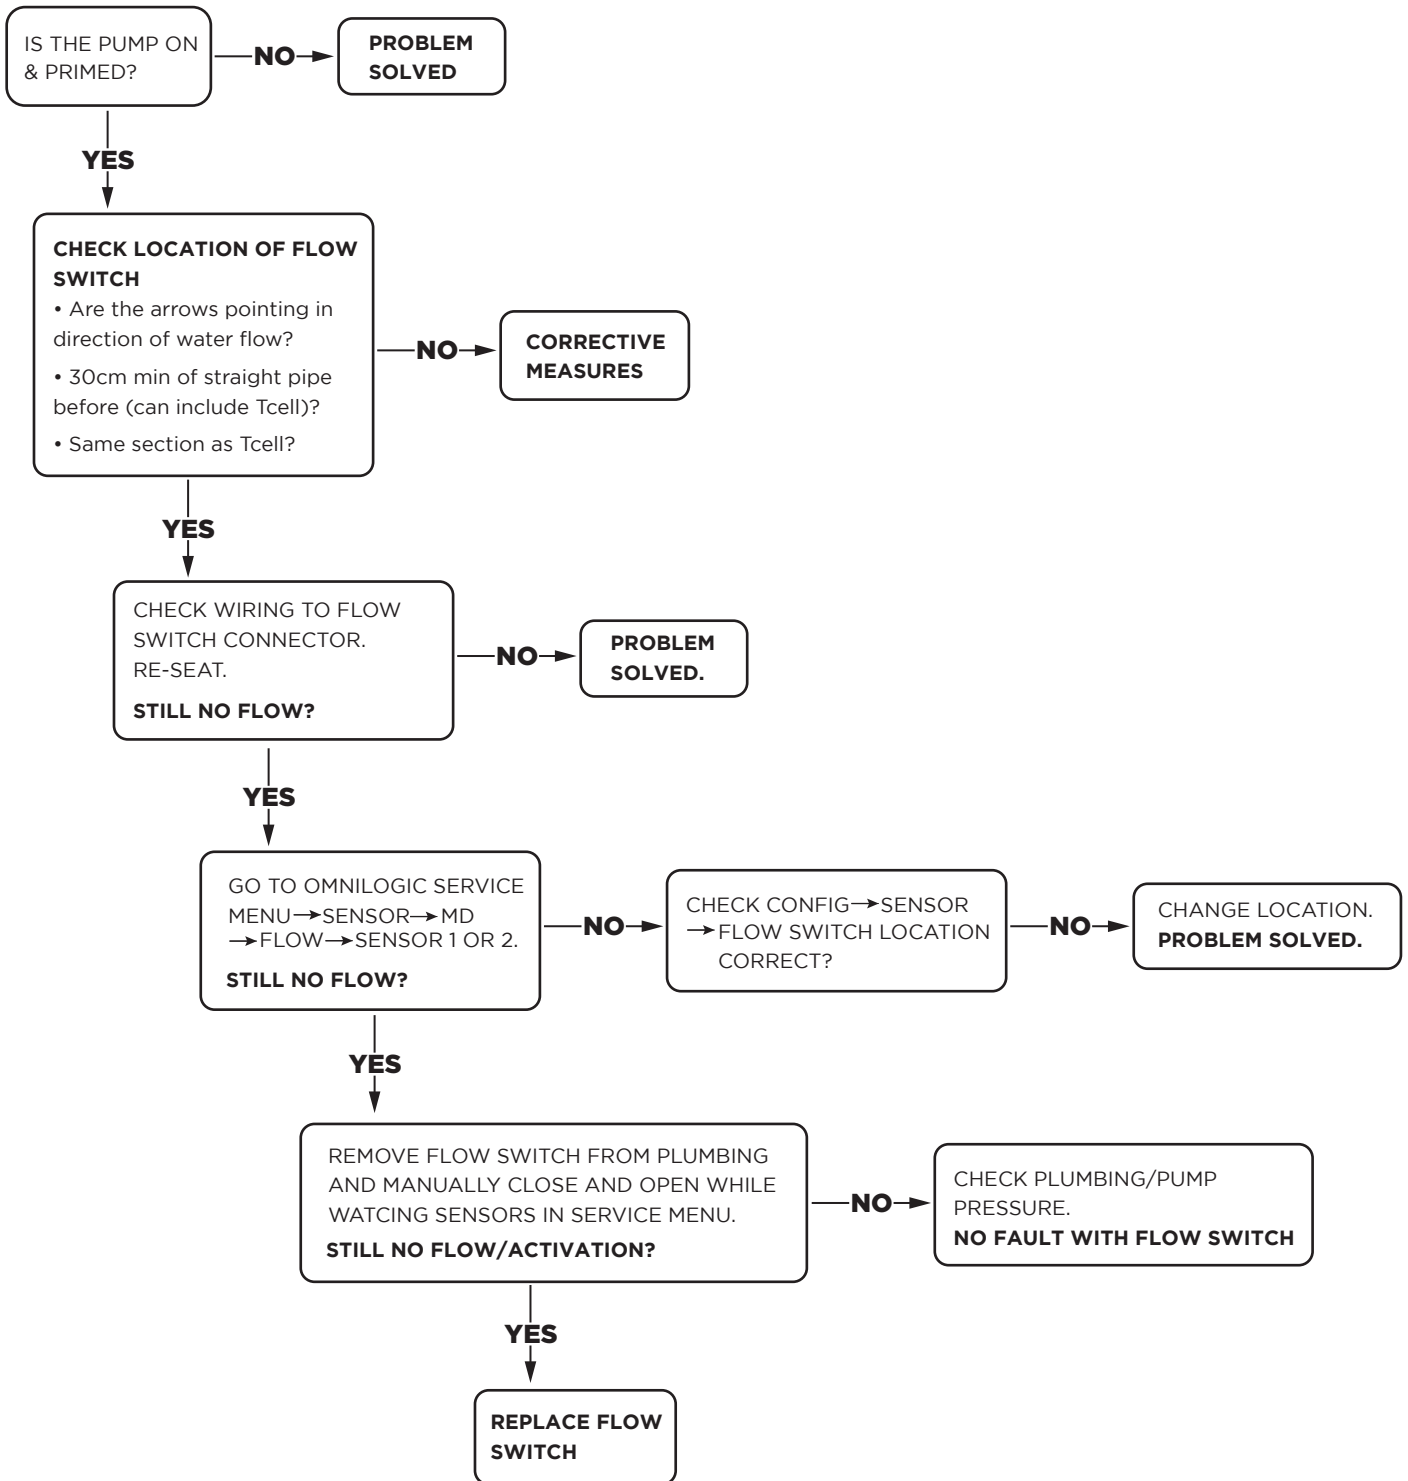 IS THE PUMP ON
& PRIMED?
NO
PROBLEM
SOLVED
YES
CHECK LOCATION OF FLOW
SWITCH
• Are the arrows pointing in
direction of water flow?
• 30cm min of straight pipe
before (can include Tcell)?
• Same section as Tcell?
NO
CORRECTIVE
MEASURES
YES
CHECK WIRING TO FLOW
SWITCH CONNECTOR.
RE-SEAT.
STILL NO FLOW?
NO
PROBLEM
SOLVED.
YES
GO TO OMNILOGIC SERVICE
MENU→SENSOR→MD
→FLOW→SENSOR 1 OR 2.
STILL NO FLOW?
NO
CHECK CONFIG→SENSOR
→FLOW SWITCH LOCATION
CORRECT?
NO
CHANGE LOCATION.
PROBLEM SOLVED.
YES
REMOVE FLOW SWITCH FROM PLUMBING
AND MANUALLY CLOSE AND OPEN WHILE
WATCING SENSORS IN SERVICE MENU.
STILL NO FLOW/ACTIVATION?
NO
CHECK PLUMBING/PUMP
PRESSURE.
NO FAULT WITH FLOW SWITCH
YES
REPLACE FLOW
SWITCH